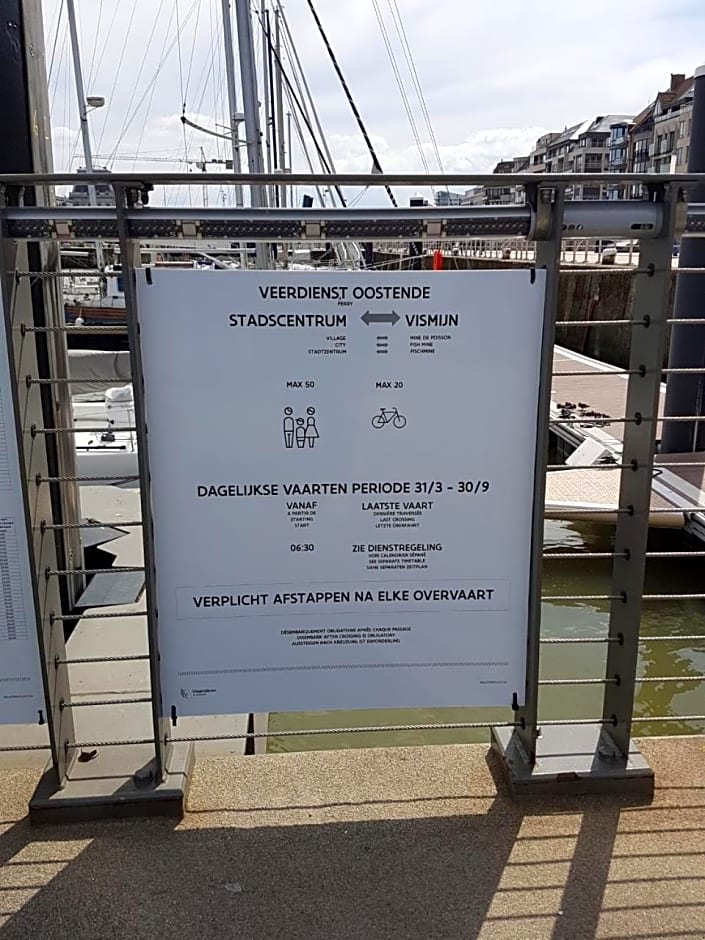 VEERDIENST OOSTENDE
FERRY
STADSCENTRUM VISMIJN
VILLAGE MINE DE POISSON
CITY FISH MINE
STADTZENTRUM FISCHMINE
MAX 50 MAX 20
DAGELIJKSE VAARTEN PERIODE 31/3 - 30/9
VANAF LAATSTE VAART
A PARTIR DE DERNIÈRE TRAVERSÉE
STARTING LAST CROSSING
START LETZTE ÜBERFAHRT
06:30 ZIE DIENSTREGELING
VOIR CALENDRIER SÉPARÉ
SEE SEPARATE TIMETABLE
SIEHE SEPARATEN ZEITPLAN
VERPLICHT AFSTAPPEN NA ELKE OVERVAART
DÉSEMBARQUEMENT OBLIGATOIRE APRÈS CHAQUE PASSAGE
DISEMBARK AFTER CROSSING IS OBLIGATORY
AUSSTEIGEN NACH KREUZUNG IST ERFORDERLICH
Vlaanderen